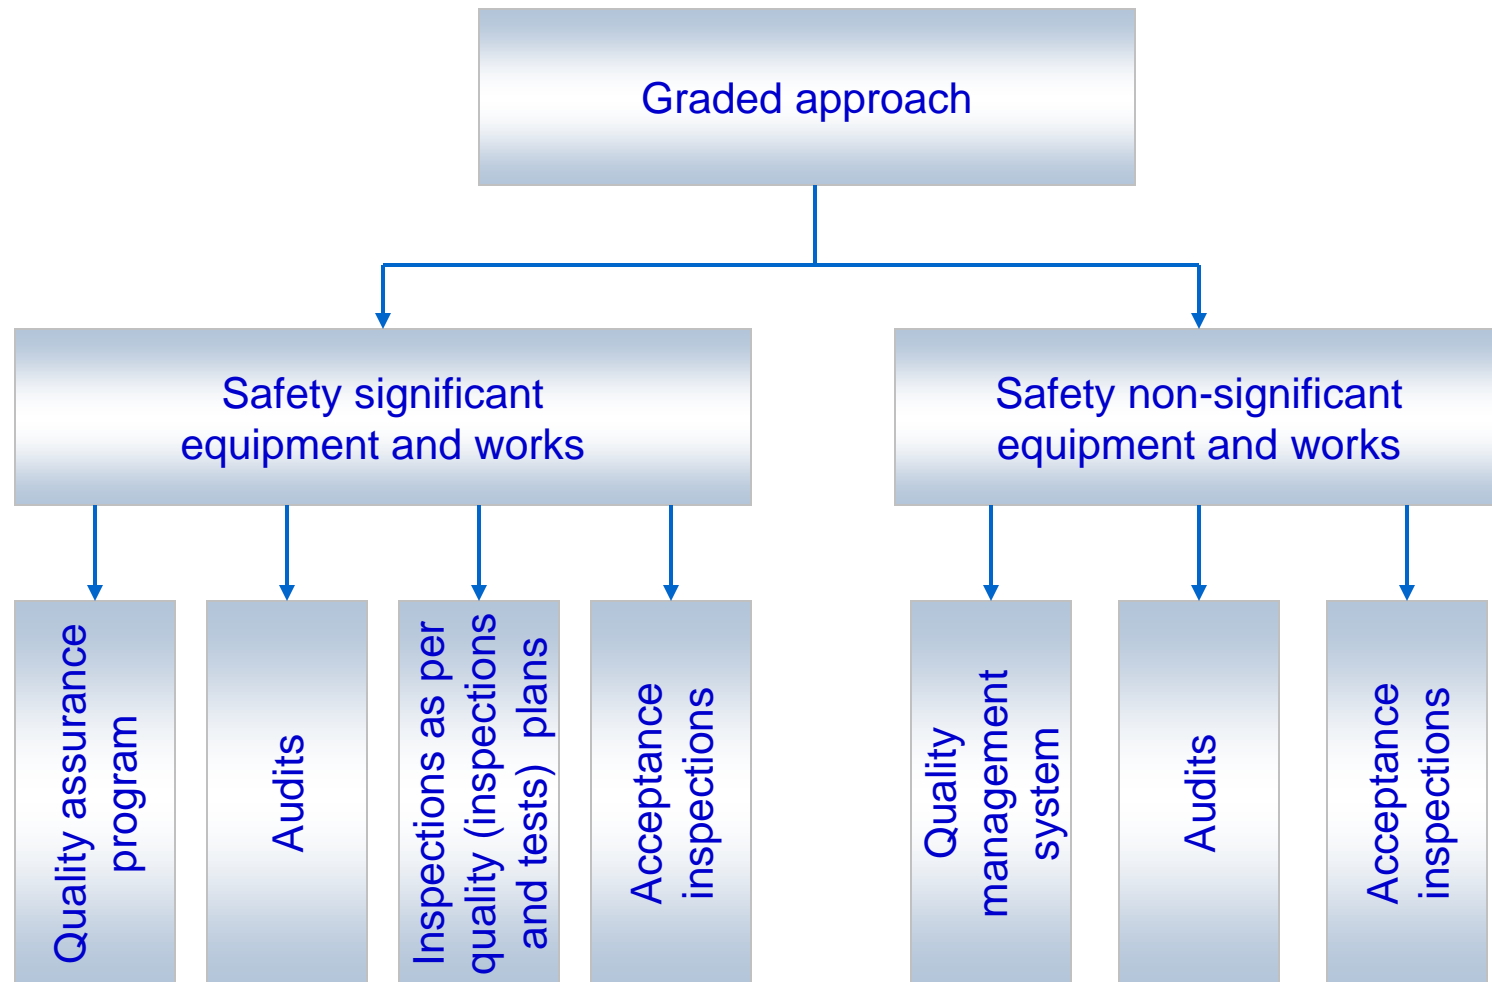 Graded approach
Safety significant
equipment and works
Safety non-significant
equipment and works
Quality assurance
program
Audits
Inspections as per
quality (inspections
and tests)  plans
Acceptance
inspections
Quality
management
system
Audits
Acceptance
inspections